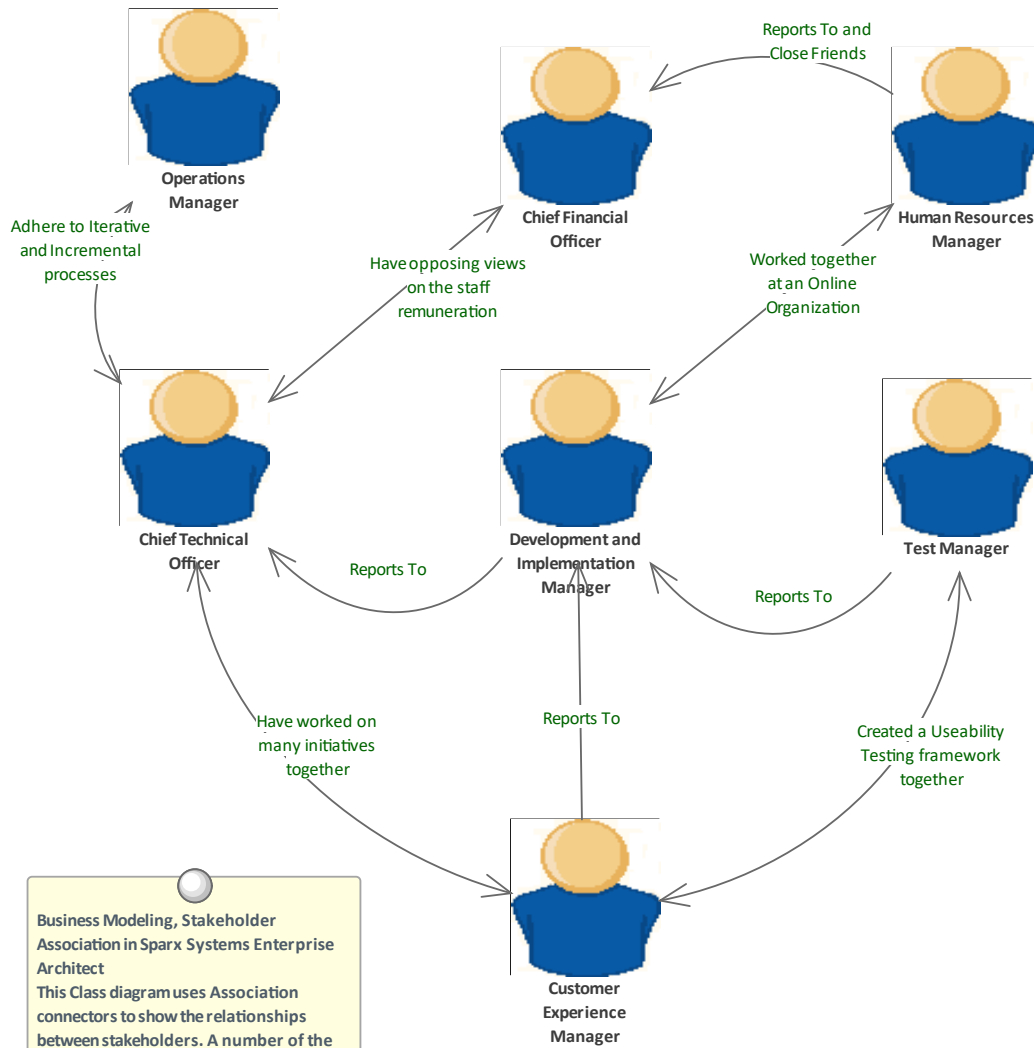 Reports To and
Close Friends
Operations
Manager
Chief Financial
Officer
Human Resources
Manager
Adhere to Iterative
and Incremental
processes
Have opposing views
on the staff
remuneration
Worked together
at an Online
Organization
Chief Technical
Officer
Development and
Implementation
Manager
Test Manager
Reports To
Reports To
Have worked on
many initiatives
together
Reports To
Created a Useability
Testing framework
together
Business Modeling, Stakeholder
Association in Sparx Systems Enterprise
Architect
This Class diagram uses Association
connectors to show the relationships
between stakeholders. A number of the
Customer
Experience
Manager